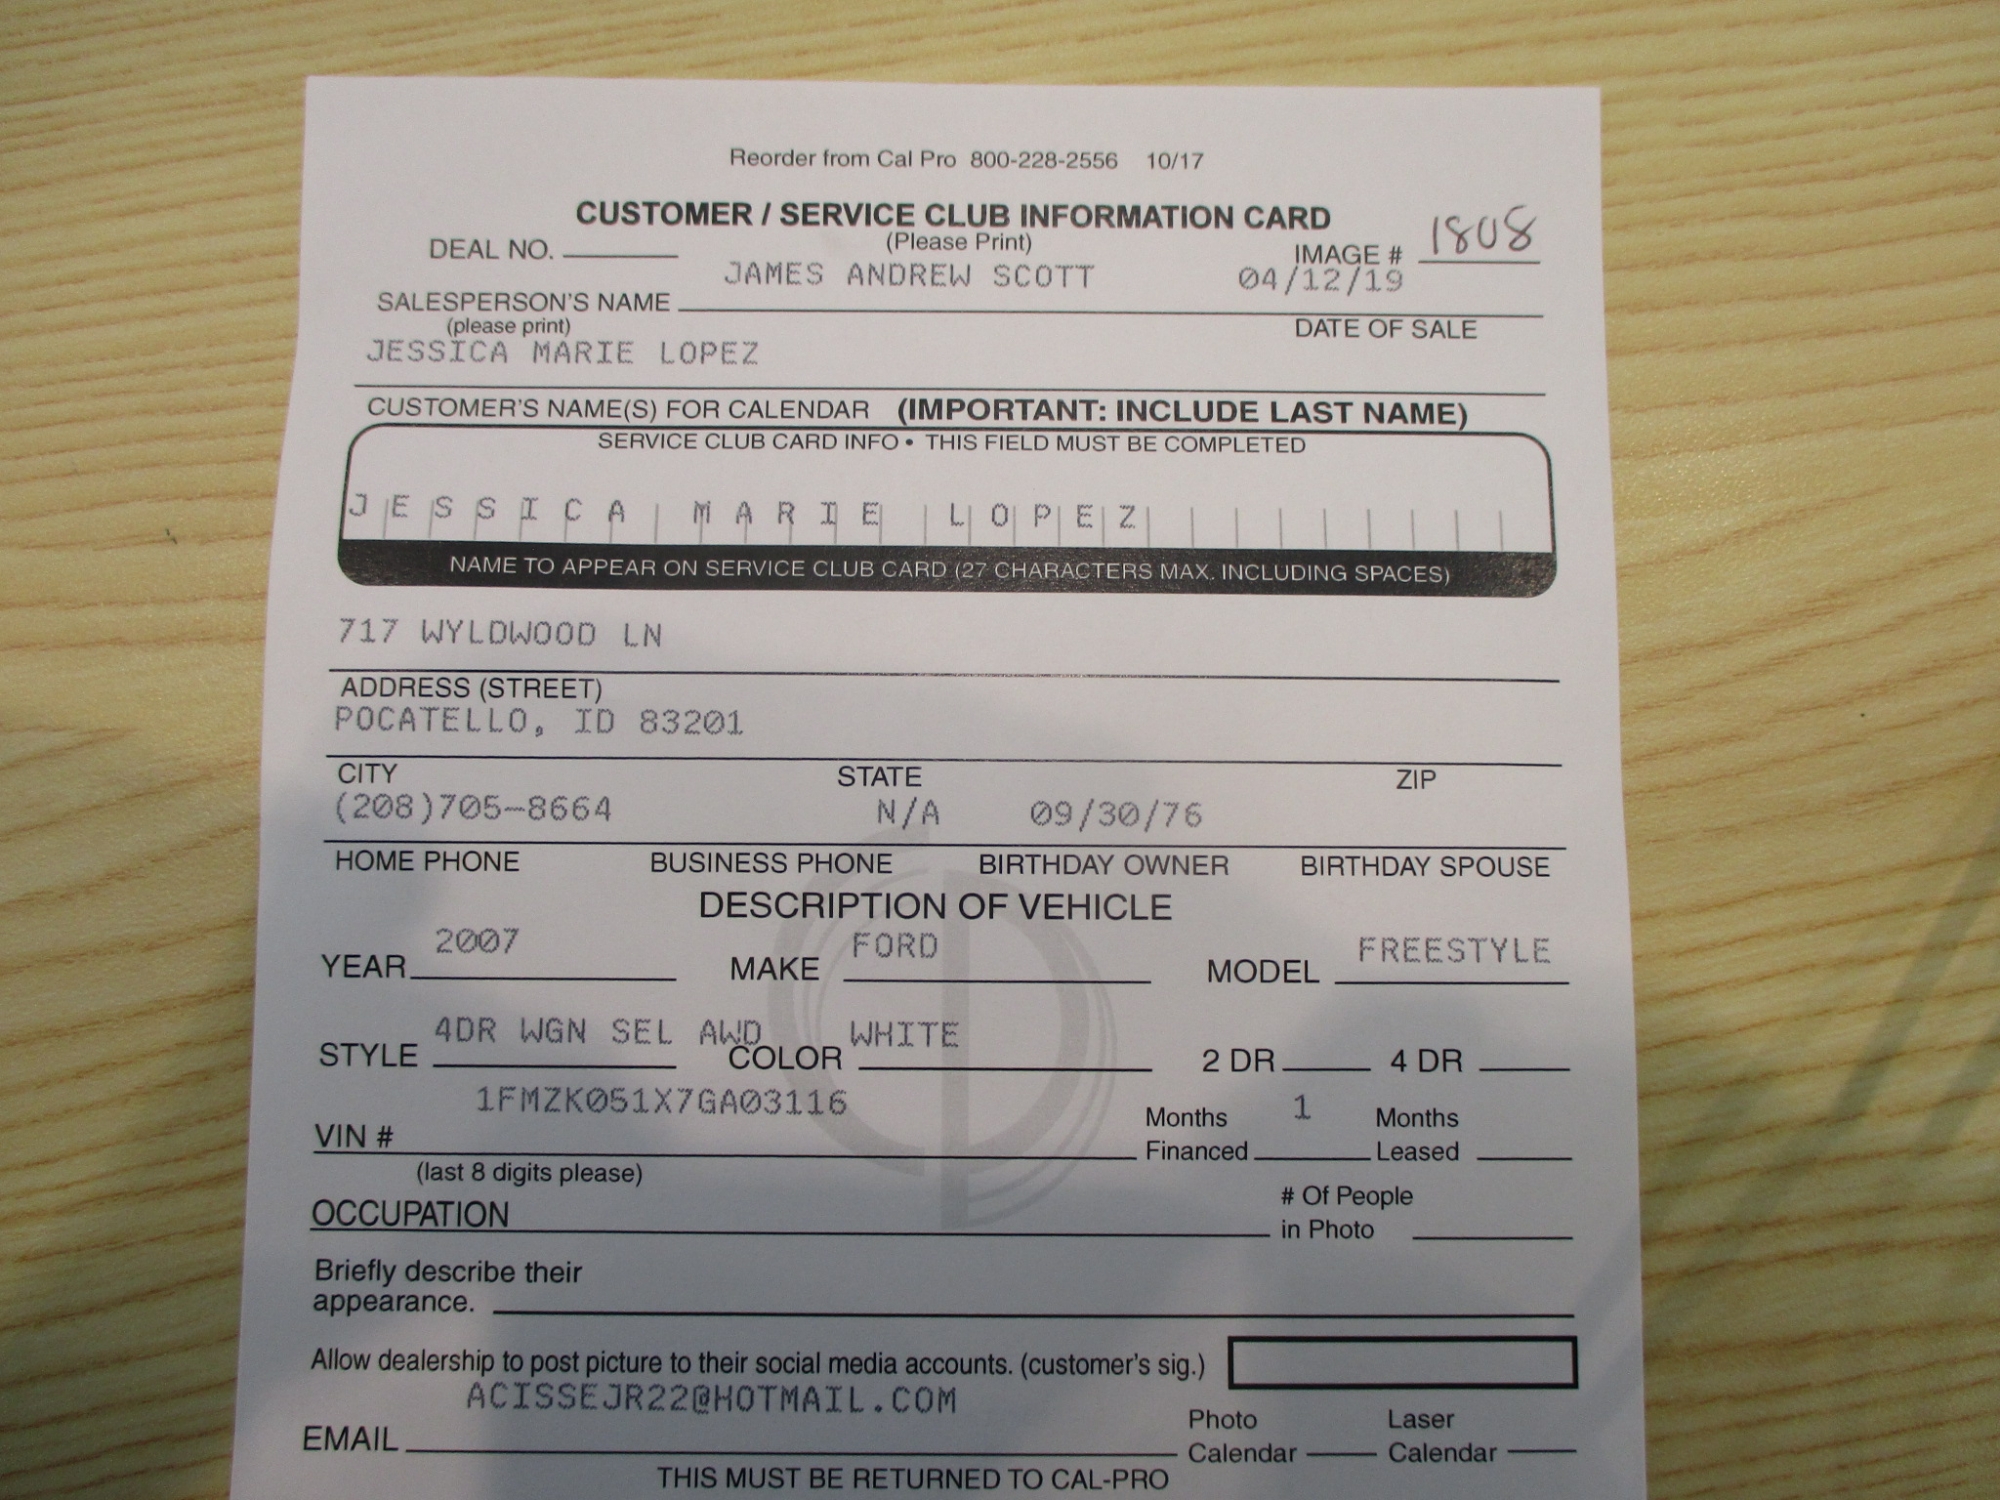 Reorder from Cal Pro 800-228-2556 10/17
CUSTOMER / SERVICE CLUB INFORMATION CARD
(Please Print)
DEAL NO. IMAGE # 1808
JAMES ANDREW SCOTT 04/12/19
SALESPERSON'S NAME
(please print) DATE OF SALE
JESSICA MARIE LOPEZ
CUSTOMER'S NAME(S) FOR CALENDAR (IMPORTANT: INCLUDE LAST NAME)
SERVICE CLUB CARD INFO • THIS FIELD MUST BE COMPLETED
JESSICA MARIE LOPEZ
NAME TO APPEAR ON SERVICE CLUB CARD (27 CHARACTERS MAX. INCLUDING SPACES)
717 WYLDWOOD LN
ADDRESS (STREET)
POCATELLO, ID 83201
CITY STATE ZIP
(208)705-8664 N/A 09/30/76
HOME PHONE BUSINESS PHONE BIRTHDAY OWNER BIRTHDAY SPOUSE
DESCRIPTION OF VEHICLE
2007 FORD FREESTYLE
YEAR MAKE MODEL
4DR WGN SEL AWD WHITE
STYLE COLOR 2 DR 4 DR
1FMZK051X7GA03116
Months 1 Months
VIN # Financed Leased
(last 8 digits please)
# Of People
OCCUPATION in Photo
Briefly describe their
appearance.
Allow dealership to post picture to their social media accounts. (customer's sig.)
ACISSEJR22@HOTMAIL.COM
Photo Laser
EMAIL Calendar Calendar
THIS MUST BE RETURNED TO CAL-PRO